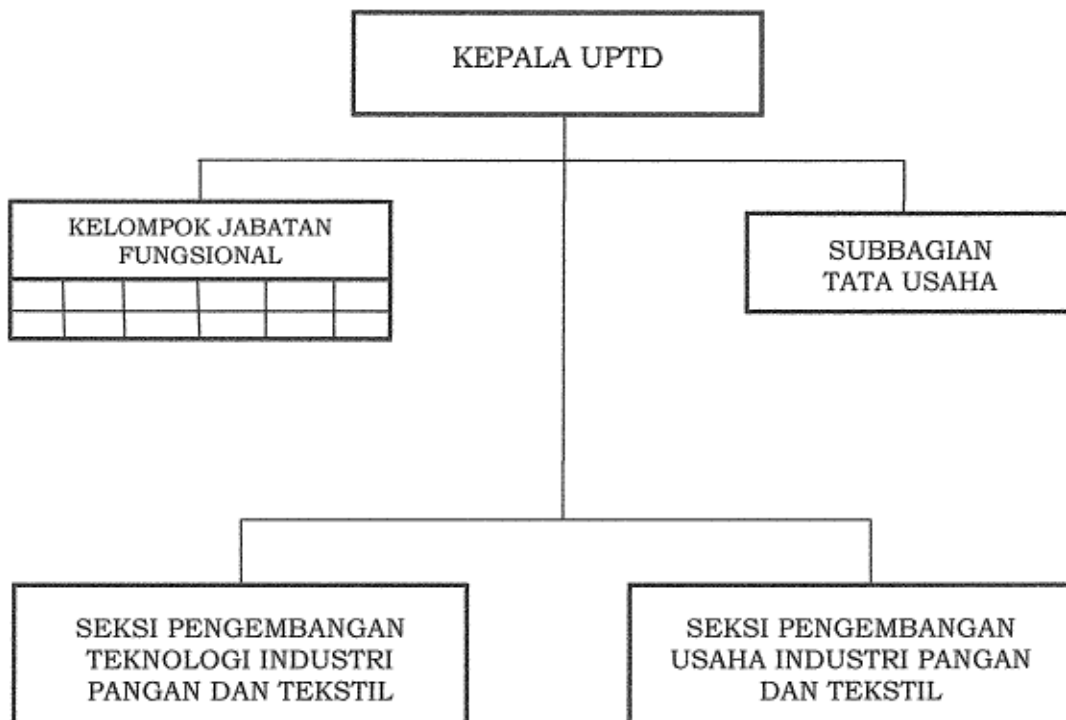 KEPALA UPTD
KELOMPOK JABATAN
FUNGSIONAL
SUBBAGIAN
TATA USAHA
SEKSI PENGEMBANGAN
TEKNOLOGI INDUSTRI
PANGAN DAN TEKSTIL
SEKSI PENGEMBANGAN
USAHA INDUSTRI PANGAN
DAN TEKSTIL